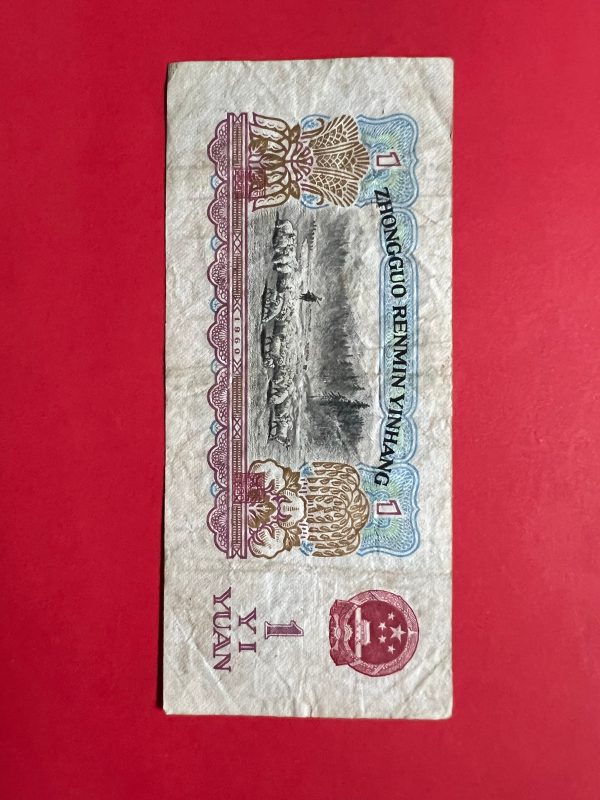 1
ZHONGGUO RENMIN YINHANG
1
1960
1
YI
YUAN